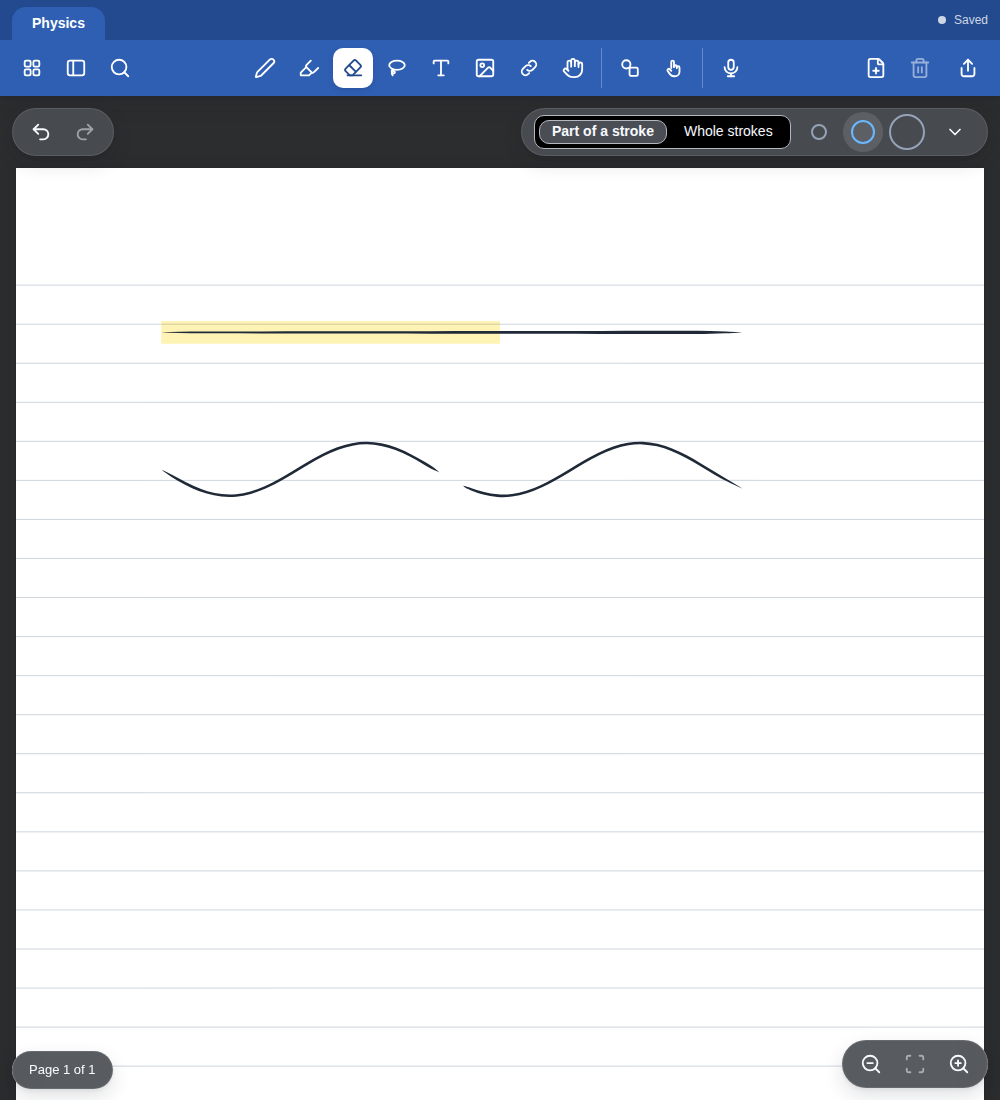 Physics
Saved
Part of a stroke
Whole strokes
Page 1 of 1